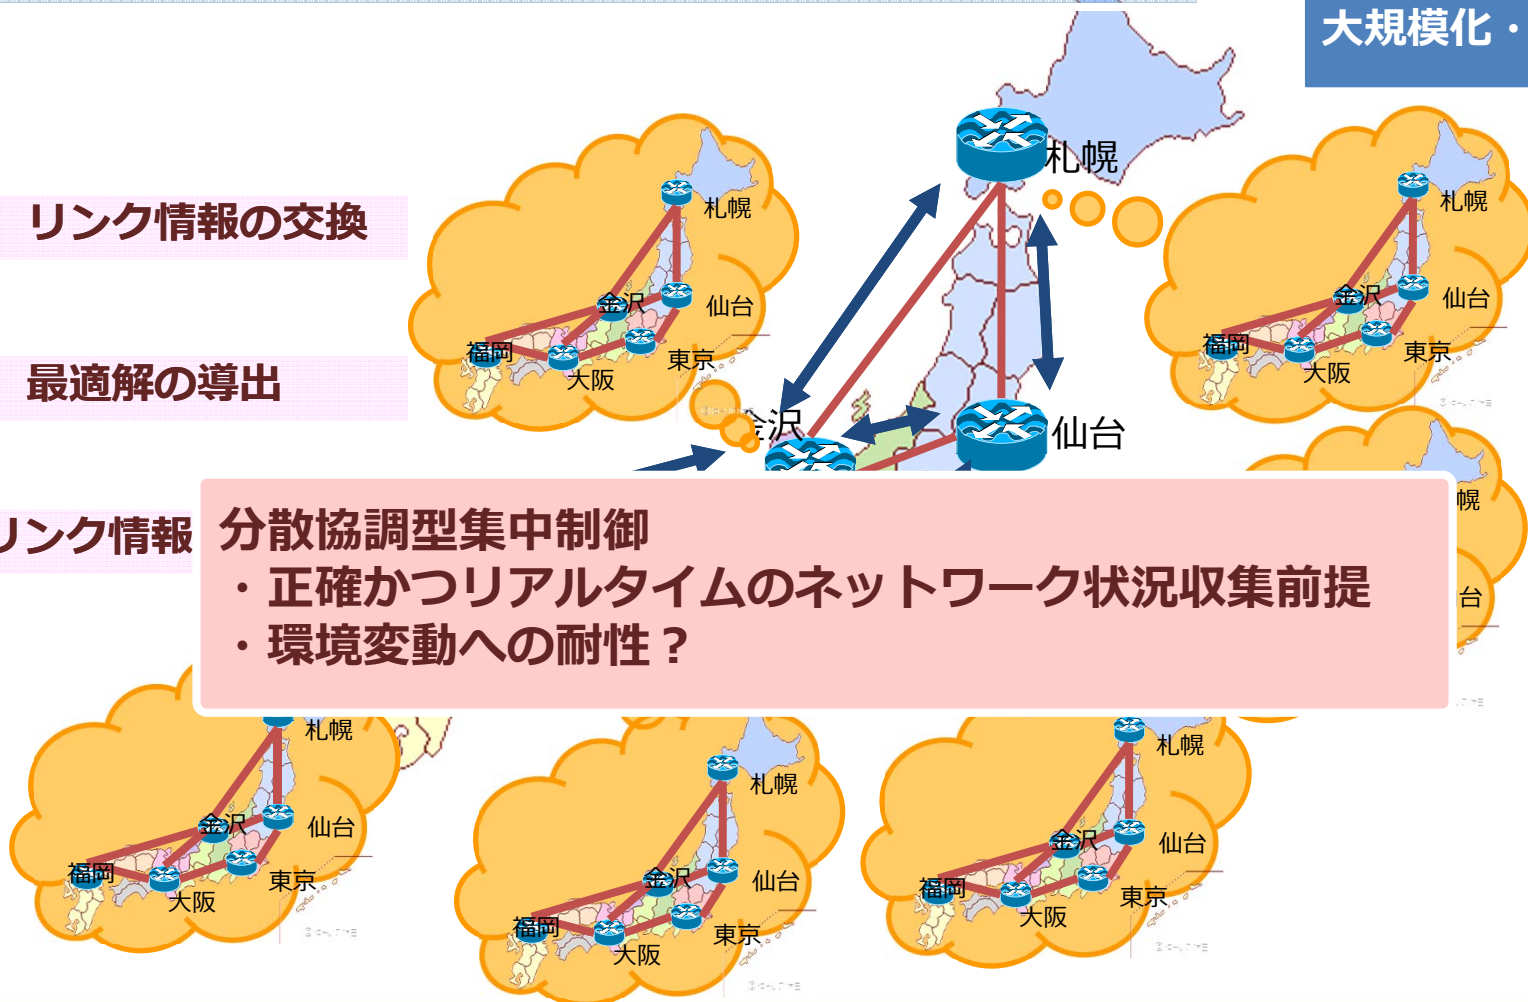 大規模化・
札幌
リンク情報の交換
札幌
札幌
金沢
仙台
金沢
仙台
福岡
東京
福岡
東京
最適解の導出
大阪
大阪
金沢
仙台
幌
リンク情報
分散協調型集中制御
・正確かつリアルタイムのネットワーク状況収集前提
・環境変動への耐性？
台
札幌
札幌
札幌
金沢
仙台
金沢
仙台
金沢
仙台
福岡
東京
福岡
東京
福岡
東京
大阪
大阪
大阪